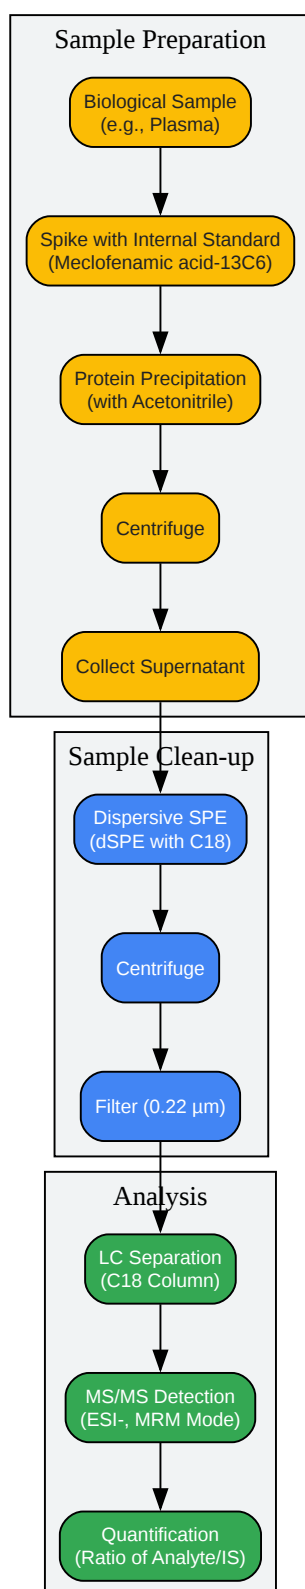 Sample Preparation
Biological Sample
(e.g., Plasma)
Spike with Internal Standard
(Meclofenamic acid-13C6)
Protein Precipitation
(with Acetonitrile)
Centrifuge
Collect Supernatant
Sample Clean-up
Dispersive SPE
(dSPE with C18)
Centrifuge
Filter (0.22 µm)
Analysis
LC Separation
(C18 Column)
MS/MS Detection
(ESI-, MRM Mode)
Quantification
(Ratio of Analyte/IS)